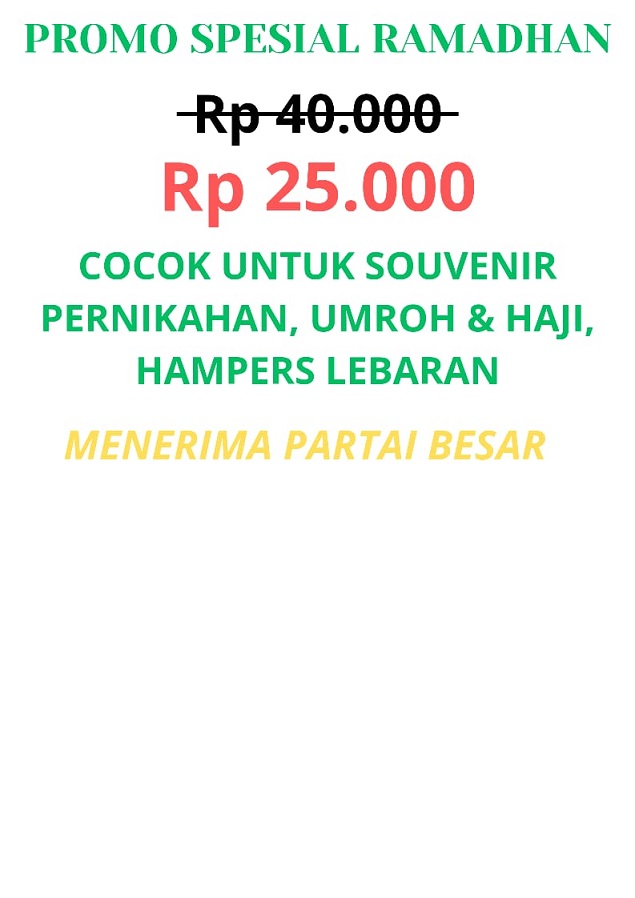 PROMO SPESIAL RAMADHAN
Rp 40.000
Rp 25.000
COCOK UNTUK SOUVENIR
PERNIKAHAN, UMROH & HAJI,
HAMPERS LEBARAN
MENERIMA PARTAI BESAR